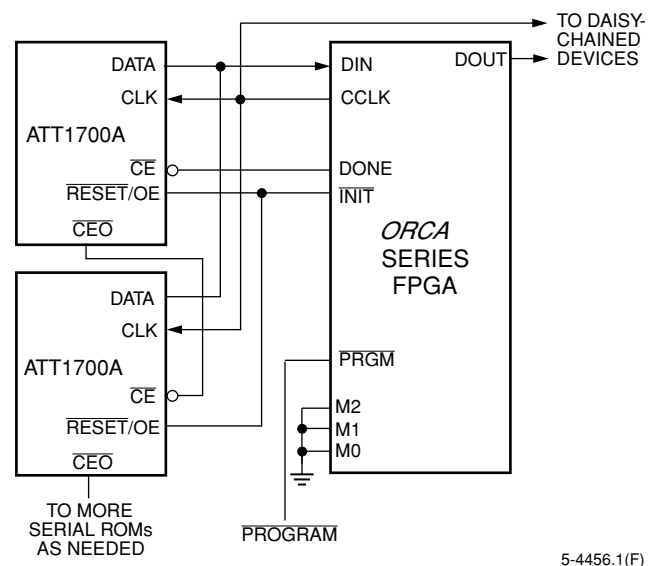 TO DAISY-
CHAINED
DEVICES
DATA
CLK
ATT1700A
CE
RESET/OE
CEO
DIN
DOUT
CCLK
DONE
INIT
ORCA
SERIES
FPGA
PRGM
M2
M1
M0
DATA
CLK
ATT1700A
CE
RESET/OE
CEO
TO MORE
SERIAL ROMs
AS NEEDED
PROGRAM
5-4456.1(F)